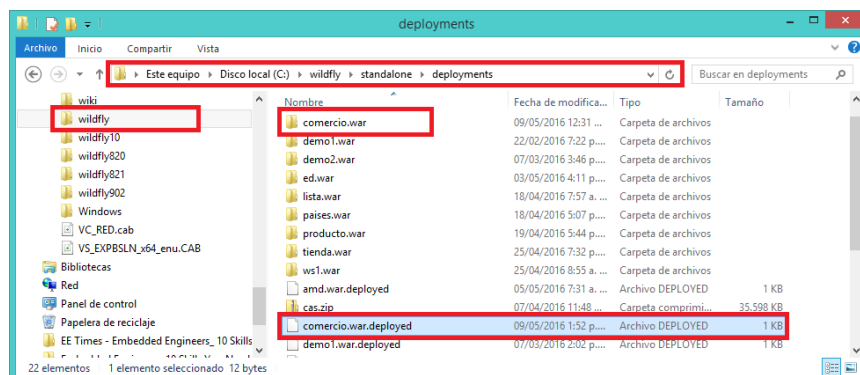 deployments
Archivo Inicio Compartir Vista
Este equipo Disco local (C:) wildfly standalone deployments Buscar en deployments
wiki
wildfly
wildfly10
wildfly820
wildfly821
wildfly902
Windows
VC_RED.cab
VS_EXPBSLN_x64_enu.CAB
Bibliotecas
Red
Panel de control
Papelera de reciclaje
EE Times - Embedded Engineers_ 10 Skills
Nombre Fecha de modifica... Tipo Tamaño
comercio.war 09/05/2016 12:31 ... Carpeta de archivos
demo1.war 22/02/2016 7:22 p.... Carpeta de archivos
demo2.war 07/03/2016 3:46 p.... Carpeta de archivos
ed.war 03/05/2016 4:11 p.... Carpeta de archivos
lista.war 18/04/2016 7:57 a. ... Carpeta de archivos
paises.war 18/04/2016 5:07 p.... Carpeta de archivos
producto.war 19/04/2016 5:44 p.... Carpeta de archivos
tienda.war 25/04/2016 7:32 p.... Carpeta de archivos
ws1.war 25/04/2016 8:55 a. ... Carpeta de archivos
amd.war.deployed 05/05/2016 7:31 a. ... Archivo DEPLOYED 1 KB
cas.zip 07/04/2016 11:48 ... Carpeta comprimi... 35.598 KB
comercio.war.deployed 09/05/2016 1:52 p.... Archivo DEPLOYED 1 KB
demo1.war.deployed 07/03/2016 2:02 p.... Archivo DEPLOYED 1 KB
22 elementos 1 elemento seleccionado 12 bytes